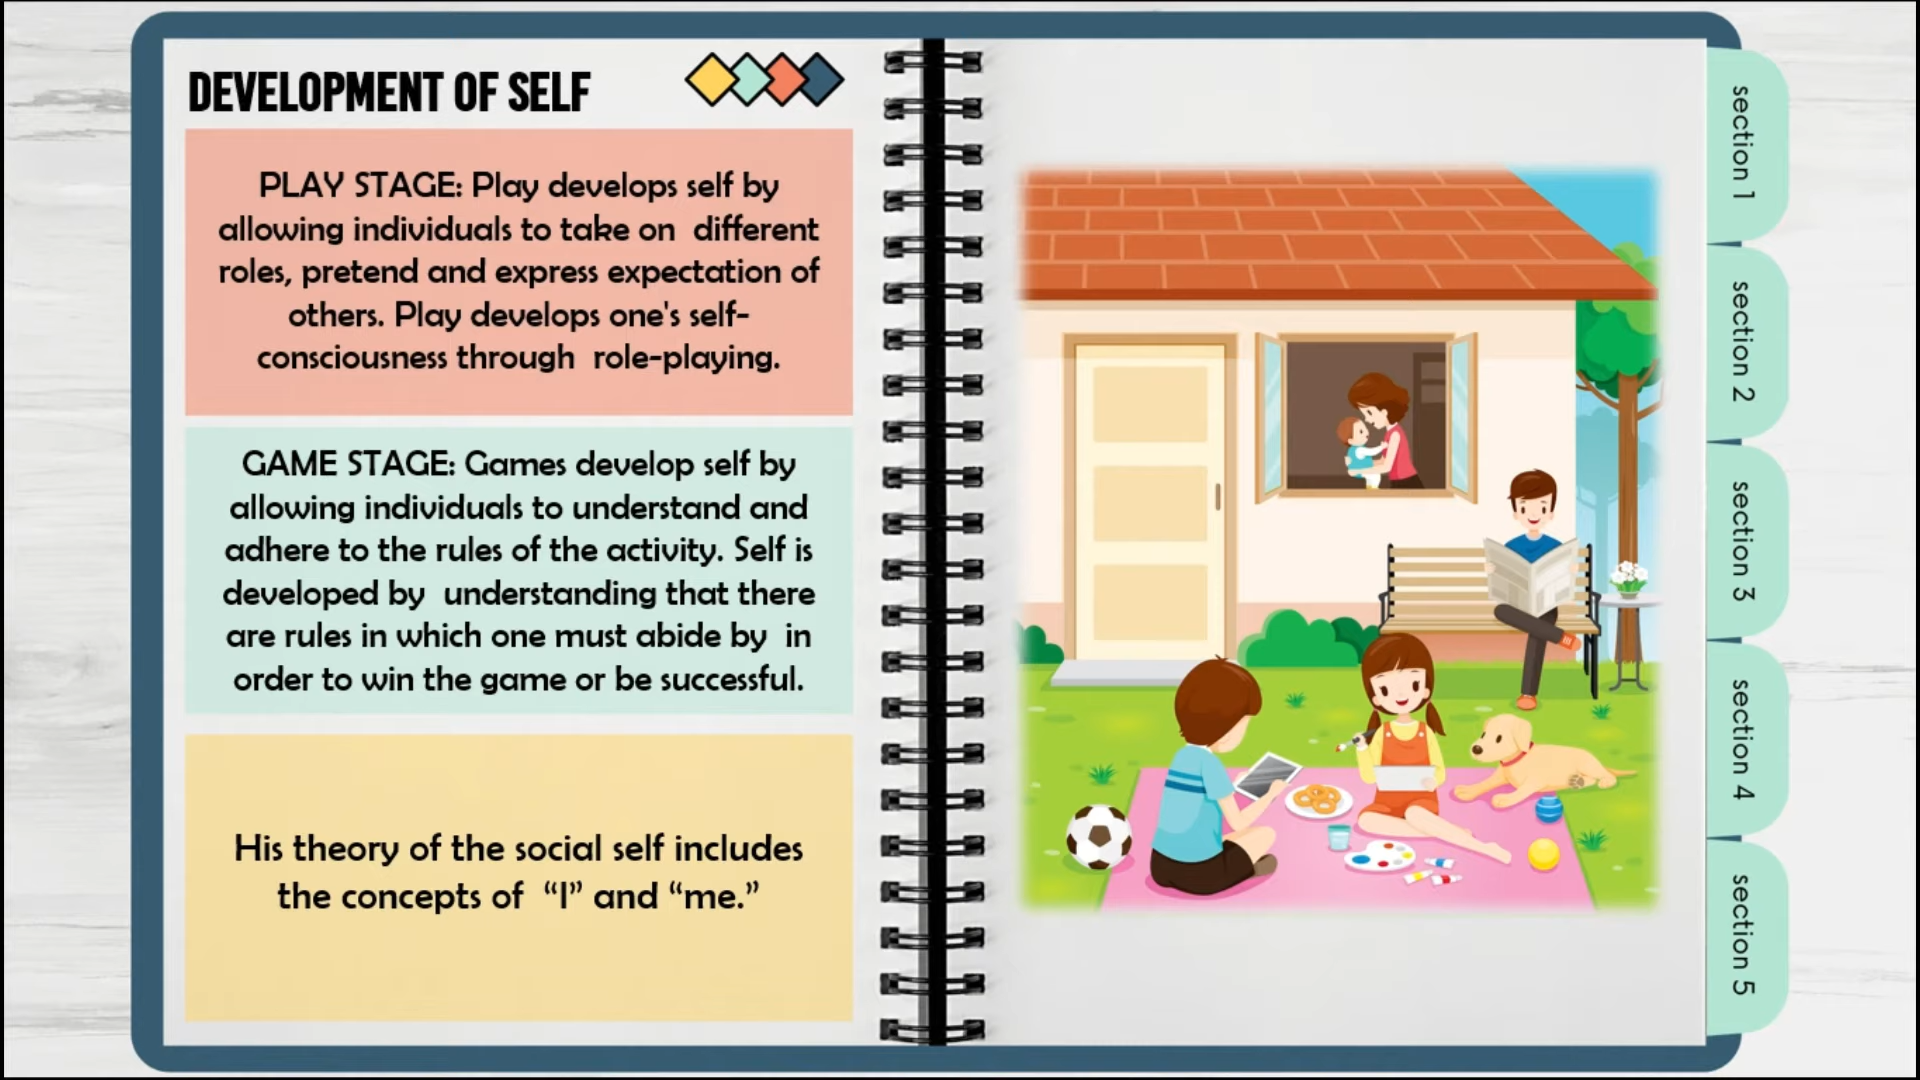 DEVELOPMENT OF SELF
PLAY STAGE: Play develops self by
allowing individuals to take on different
roles, pretend and express expectation of
others. Play develops one's self-
consciousness through role-playing.
GAME STAGE: Games develop self by
allowing individuals to understand and
adhere to the rules of the activity. Self is
developed by understanding that there
are rules in which one must abide by in
order to win the game or be successful.
His theory of the social self includes
the concepts of “I” and “me.”
section 1
section 2
section 3
section 4
section 5